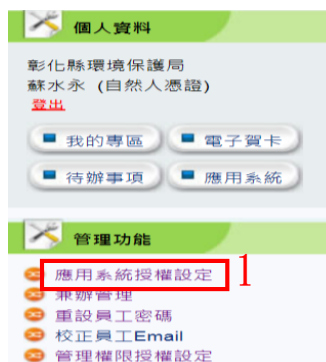 個人資料
彰化縣環境保護局
蘇水永 (自然人憑證)
登出
我的專區 電子賀卡
待辦事項 應用系統
管理功能
應用系統授權設定 1
兼辦管理
重設員工密碼
校正員工Email
管理權限授權設定